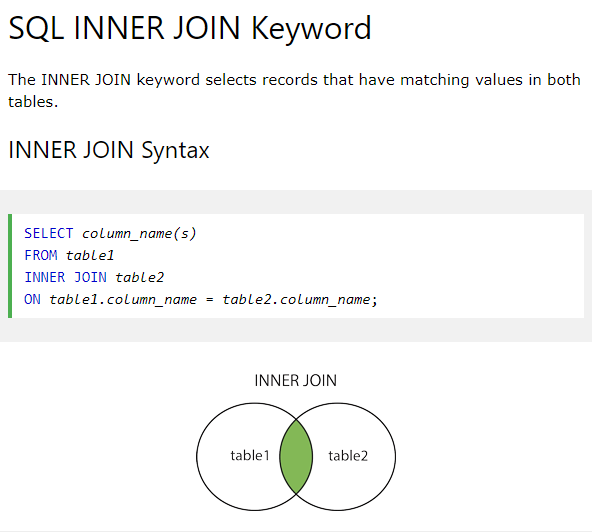 SQL INNER JOIN Keyword
The INNER JOIN keyword selects records that have matching values in both
tables.
INNER JOIN Syntax
SELECT column_name(s)
FROM table1
INNER JOIN table2
ON table1.column_name = table2.column_name;
INNER JOIN
table1
table2